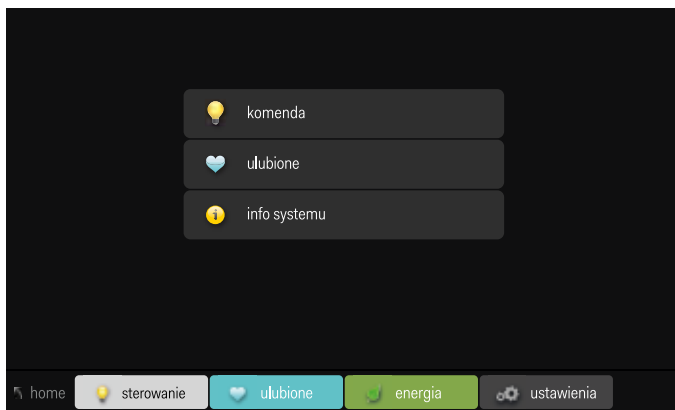 komenda
ulubione
info systemu
home sterowanie ulubione energia ustawienia